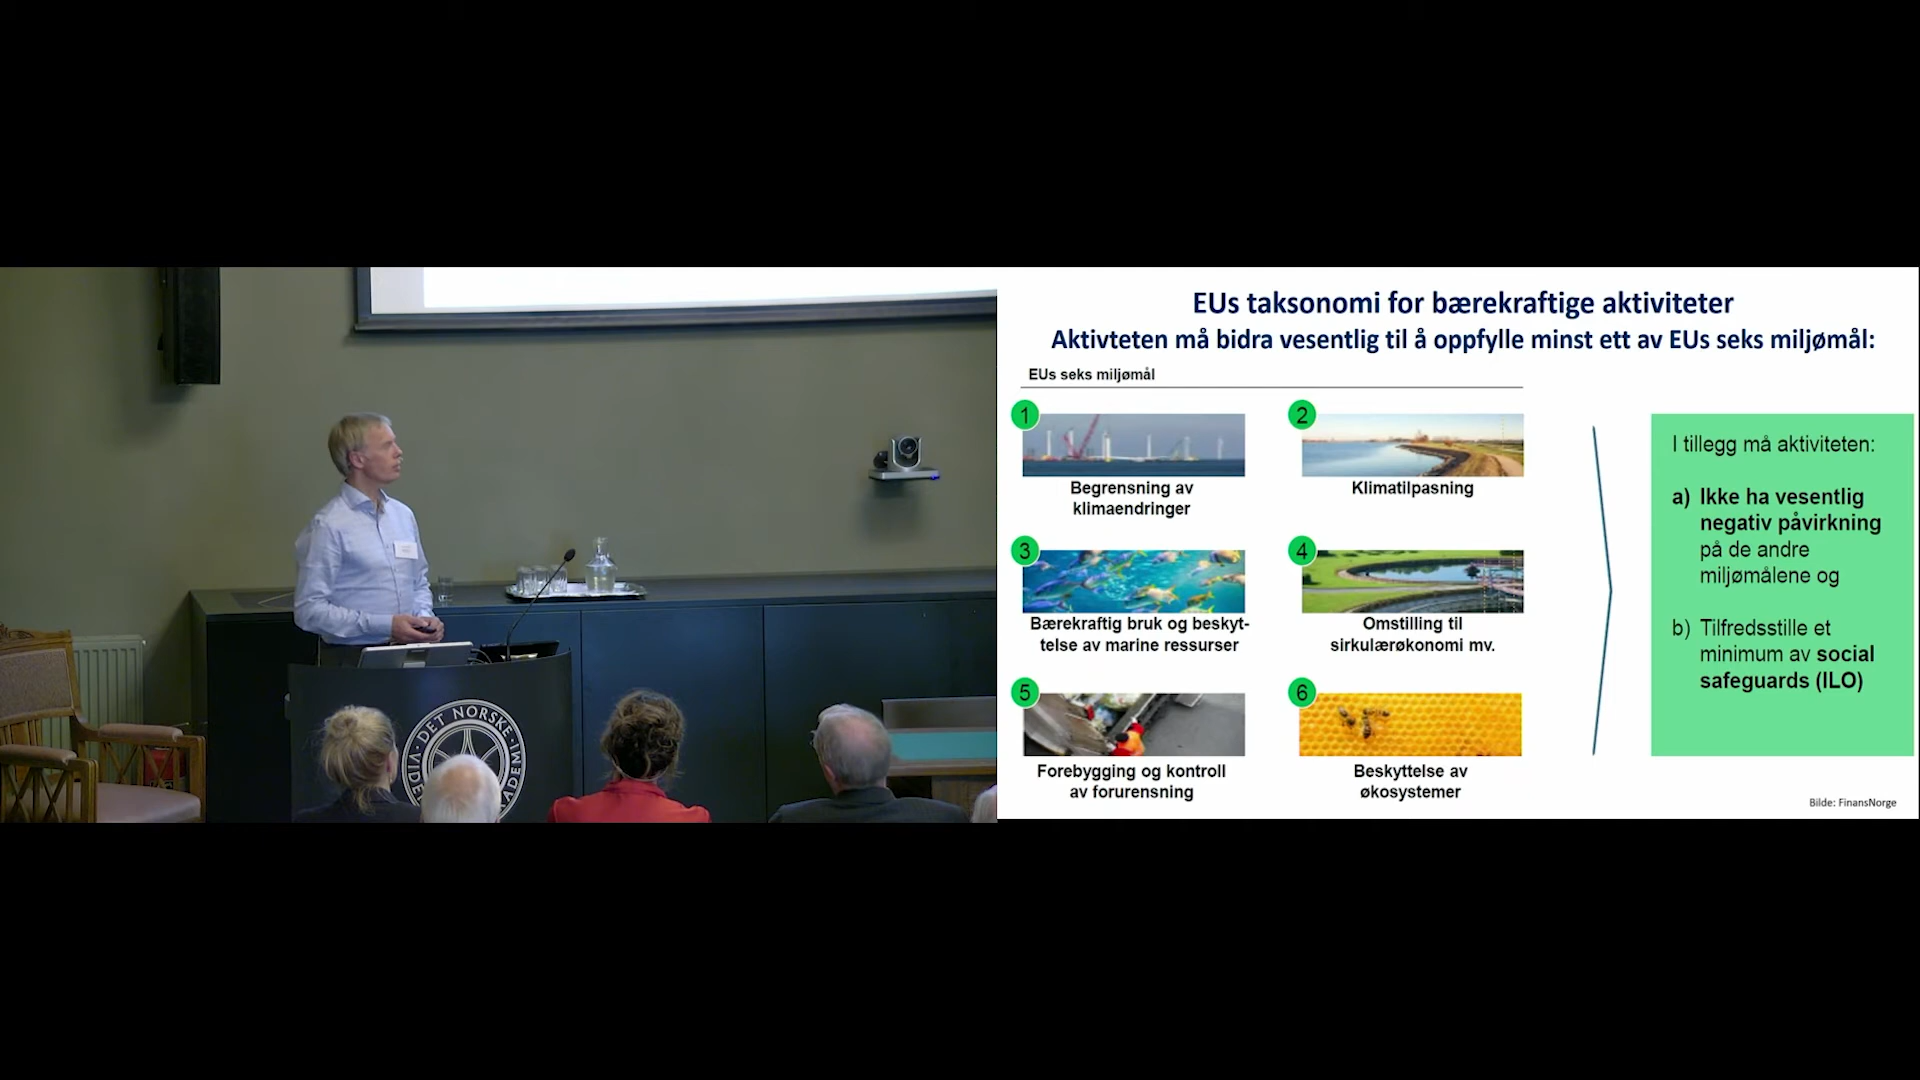 EUs taksonomi for bærekraftige aktiviteter
Aktivteten må bidra vesentlig til å oppfylle minst ett av EUs seks miljømål:
EUs seks miljømål
1
Begrensning av
klimaendringer
2
Klimatilpasning
3
Bærekraftig bruk og beskyt-
telse av marine ressurser
4
Omstilling til
sirkulærøkonomi mv.
5
Forebygging og kontroll
av forurensning
6
Beskyttelse av
økosystemer
I tillegg må aktiviteten:
a) Ikke ha vesentlig
negativ påvirkning
på de andre
miljømålene og
b) Tilfredsstille et
minimum av social
safeguards (ILO)
Bilde: FinansNorge
DET NORSKE